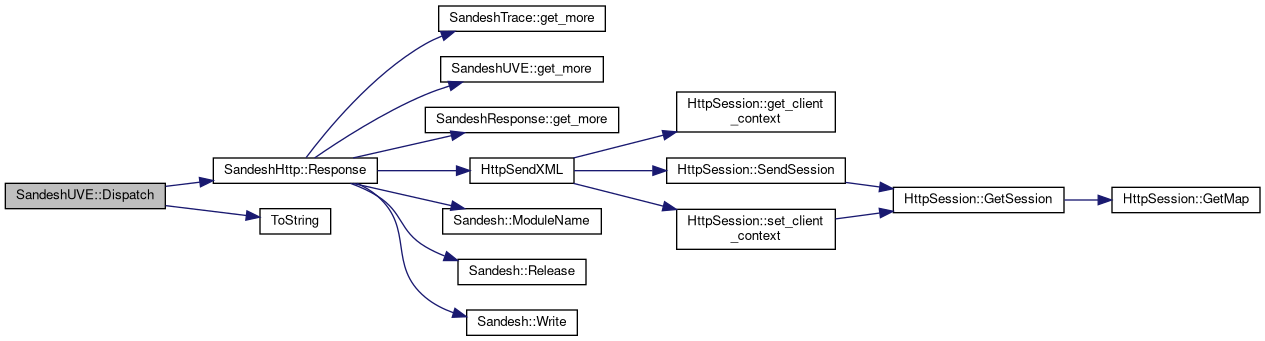 SandeshTrace::get_more
SandeshUVE::get_more
SandeshResponse::get_more
HttpSession::get_client
_context
SandeshHttp::Response
HttpSendXML
HttpSession::SendSession
SandeshUVE::Dispatch
HttpSession::GetSession
HttpSession::GetMap
ToString
Sandesh::ModuleName
HttpSession::set_client
_context
Sandesh::Release
Sandesh::Write